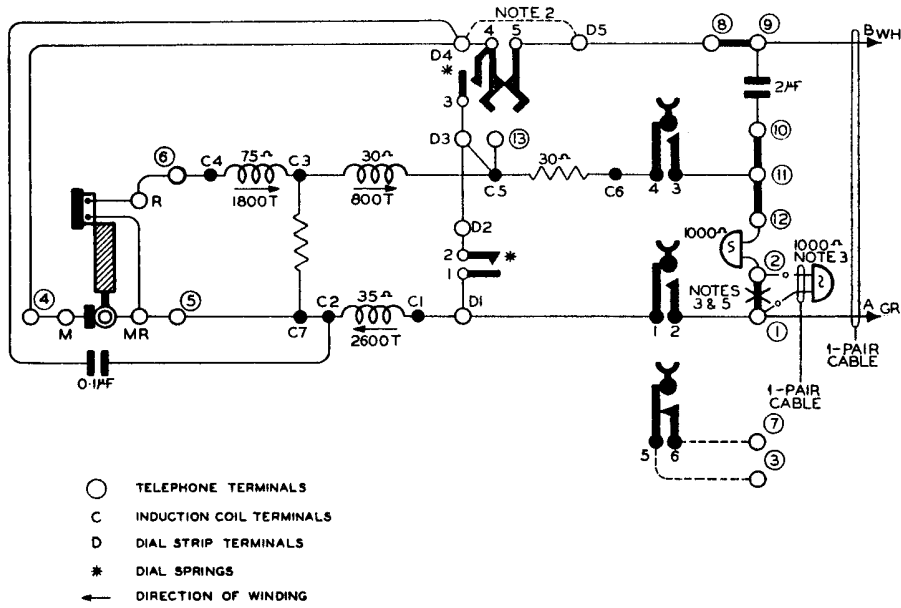 NOTE 2
D4 4 5 D5 8 9 B WH
*
3
2µF
D3 13 10
6 C4 75Ω C3 30Ω 30Ω
1800T 800T C5 C6 4 3 11
R
D2 12
1000Ω
S
2 * 2 1000Ω
NOTE 3
1 NOTES
3 & 5
4 5 C2 35Ω C1 D1 A GR
M MR C7 2600T 1 2 1
0·1µF
1-PAIR
CABLE
1-PAIR
CABLE
7
5 6 3
TELEPHONE TERMINALS
C INDUCTION COIL TERMINALS
D DIAL STRIP TERMINALS
* DIAL SPRINGS
DIRECTION OF WINDING